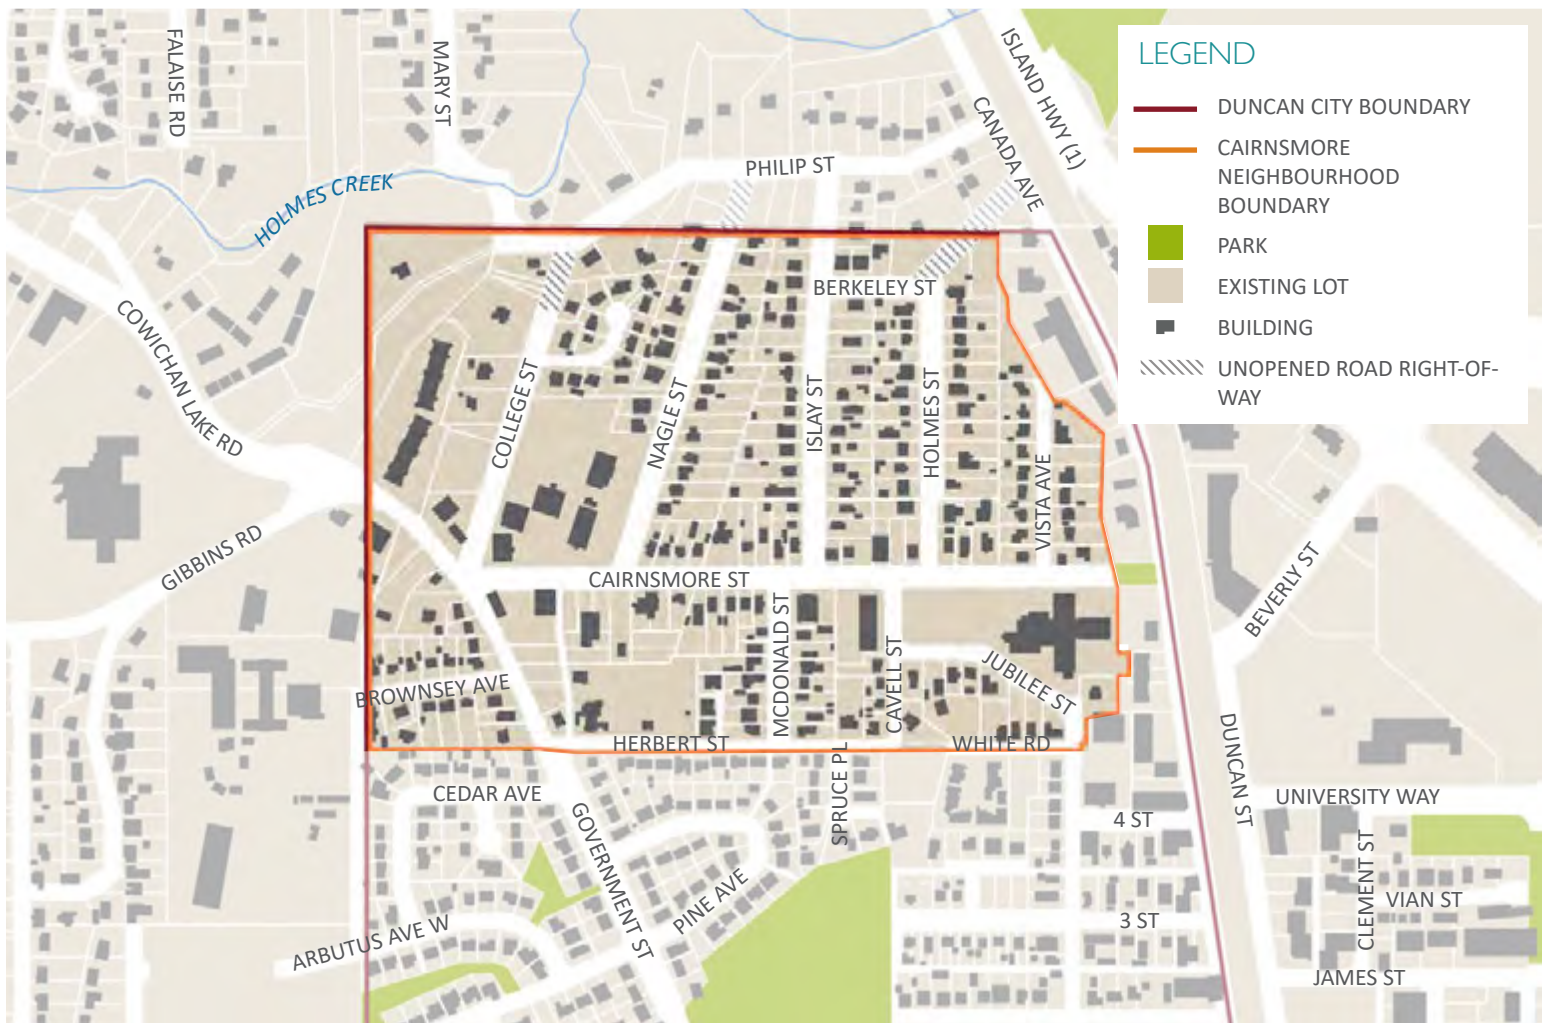 LEGEND
DUNCAN CITY BOUNDARY
CAIRNSMORE
NEIGHBOURHOOD
BOUNDARY
PARK
EXISTING LOT
BUILDING
UNOPENED ROAD RIGHT-OF-
WAY
FALAISE RD
MARY ST
ISLAND HWY (1)
CANADA AVE
PHILIP ST
HOLMES CREEK
BERKELEY ST
COWICHAN LAKE RD
COLLEGE ST
NAGLE ST
ISLAY ST
HOLMES ST
VISTA AVE
GIBBINS RD
CAIRNSMORE ST
BEVERLY ST
MCDONALD ST
CAVELL ST
JUBILEE ST
BROWNSEY AVE
HERBERT ST
WHITE RD
SPRUCE PL
DUNCAN ST
CEDAR AVE
GOVERNMENT ST
4 ST
UNIVERSITY WAY
CLEMENT ST
VIAN ST
PINE AVE
3 ST
ARBUTUS AVE W
JAMES ST